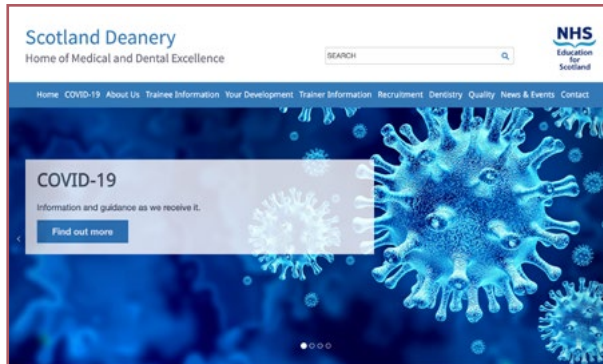 Scotland Deanery
Home of Medical and Dental Excellence
SEARCH
NHS
Education
for
Scotland
Home COVID-19 About Us Trainee Information Your Development Trainer Information Recruitment Dentistry Quality News & Events Contact
COVID-19
Information and guidance as we receive it.
Find out more